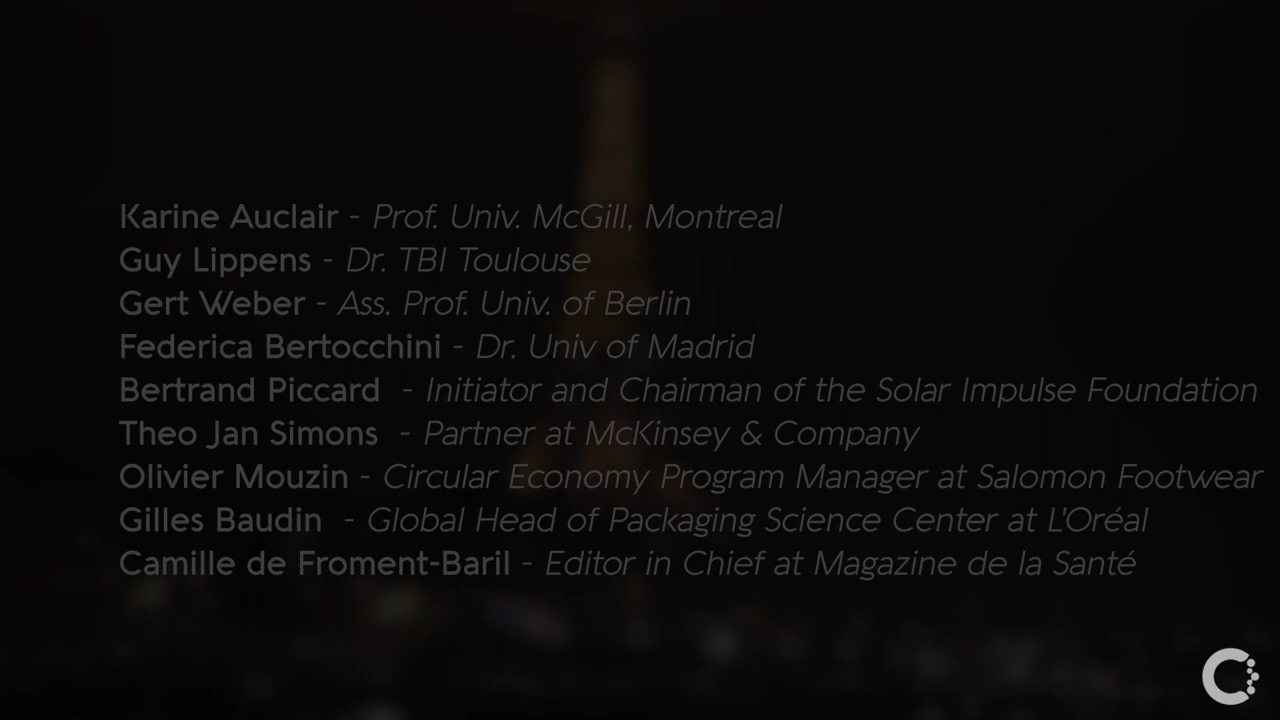 Karine Auclair - Prof. Univ. McGill, Montreal
Guy Lippens - Dr. TBI Toulouse
Gert Weber - Ass. Prof. Univ. of Berlin
Federica Bertocchini - Dr. Univ of Madrid
Bertrand Piccard - Initiator and Chairman of the Solar Impulse Foundation
Theo Jan Simons - Partner at McKinsey & Company
Olivier Mouzin - Circular Economy Program Manager at Salomon Footwear
Gilles Baudin - Global Head of Packaging Science Center at L'Oréal
Camille de Froment-Baril - Editor in Chief at Magazine de la Santé